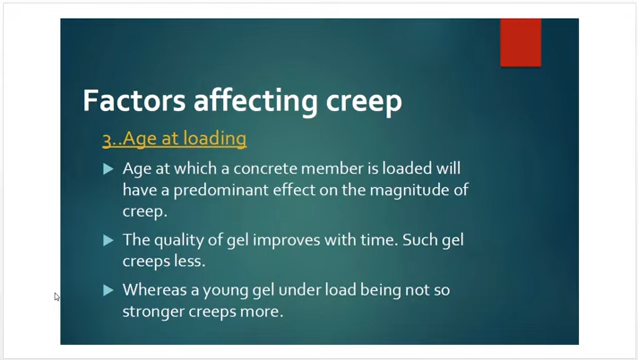 Factors affecting creep
3..Age at loading
Age at which a concrete member is loaded will
have a predominant effect on the magnitude of
creep.
The quality of gel improves with time. Such gel
creeps less.
Whereas a young gel under load being not so
stronger creeps more.